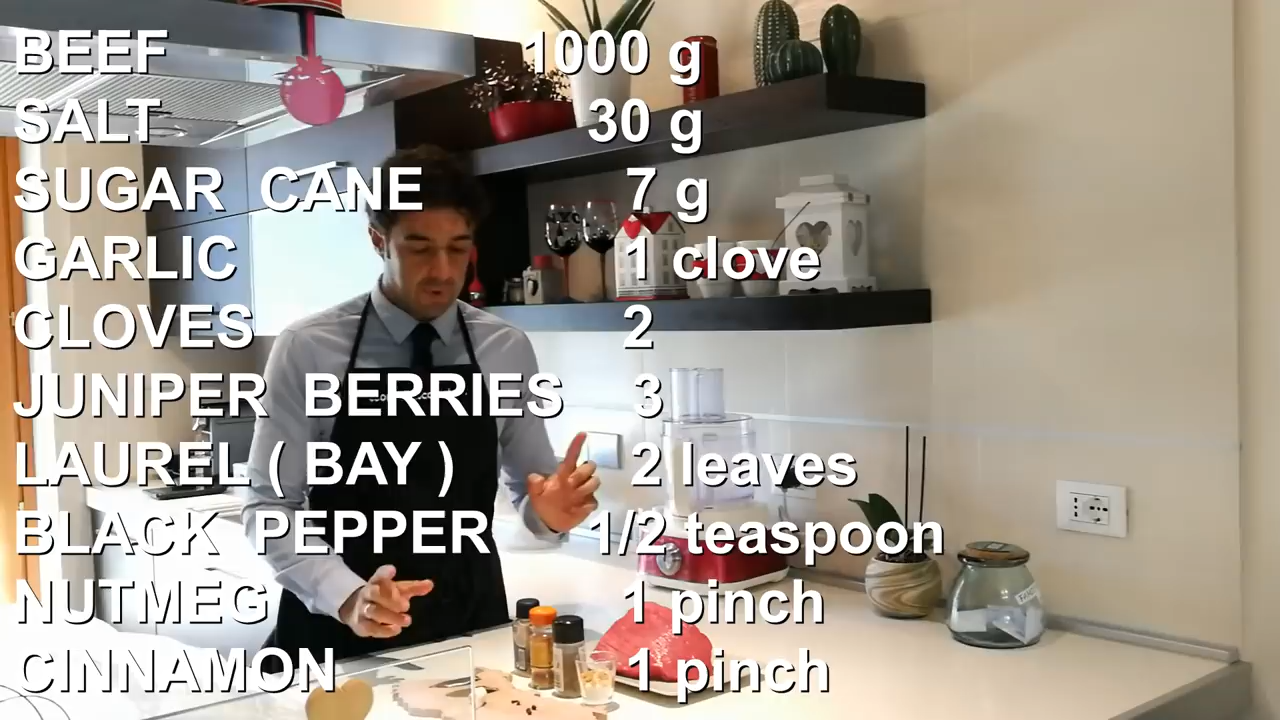 BEEF 1000 g
SALT 30 g
SUGAR CANE 7 g
GARLIC 1 clove
CLOVES 2
JUNIPER BERRIES 3
LAUREL ( BAY ) 2 leaves
BLACK PEPPER 1/2 teaspoon
NUTMEG 1 pinch
CINNAMON 1 pinch